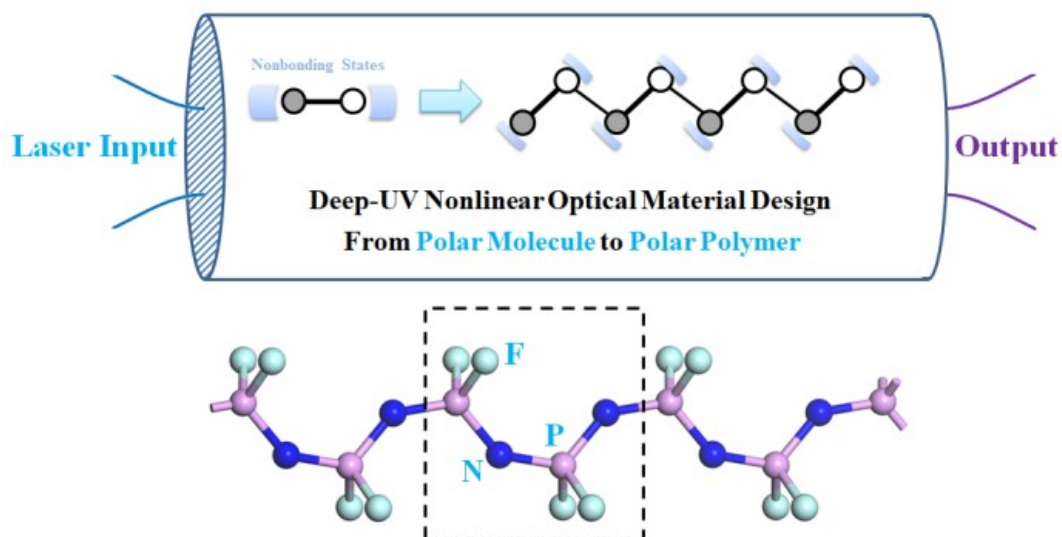 Nonbonding States
Laser Input
Output
Deep-UV Nonlinear Optical Material Design
From Polar Molecule to Polar Polymer
F
P
N